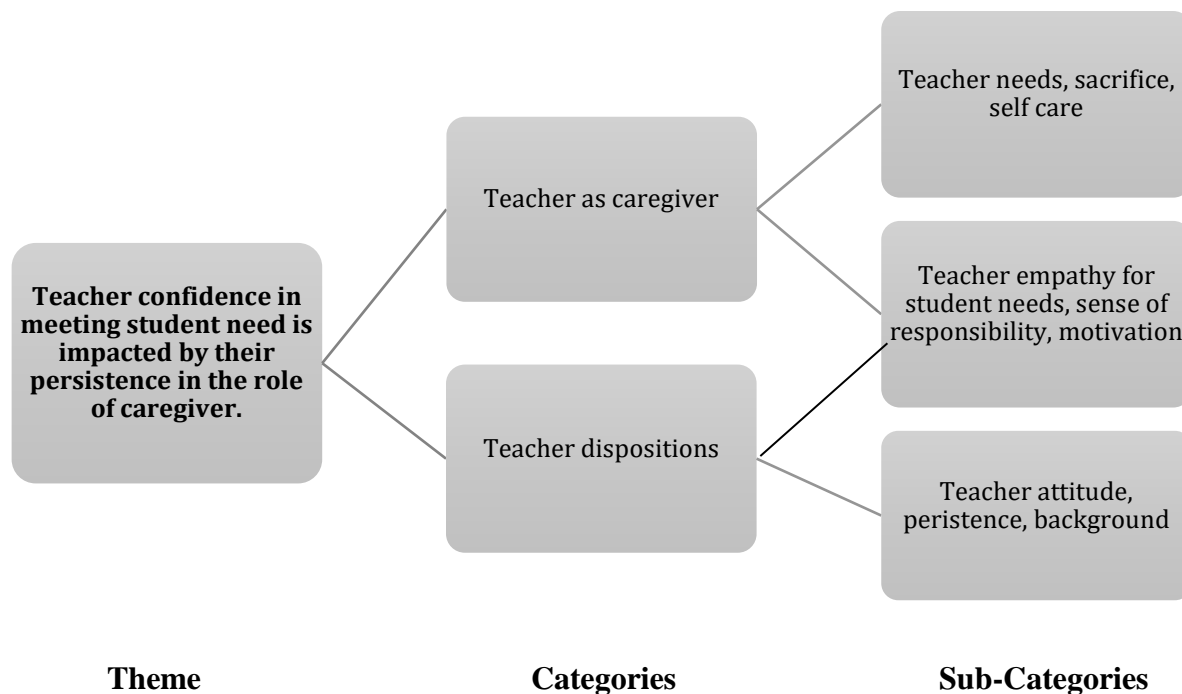 Teacher needs, sacrifice,
self care
Teacher as caregiver
Teacher confidence in
meeting student need is
impacted by their
persistence in the role
of caregiver.
Teacher empathy for
student needs, sense of
responsibility, motivation
Teacher dispositions
Teacher attitude,
peristence, background
Theme
Categories
Sub-Categories